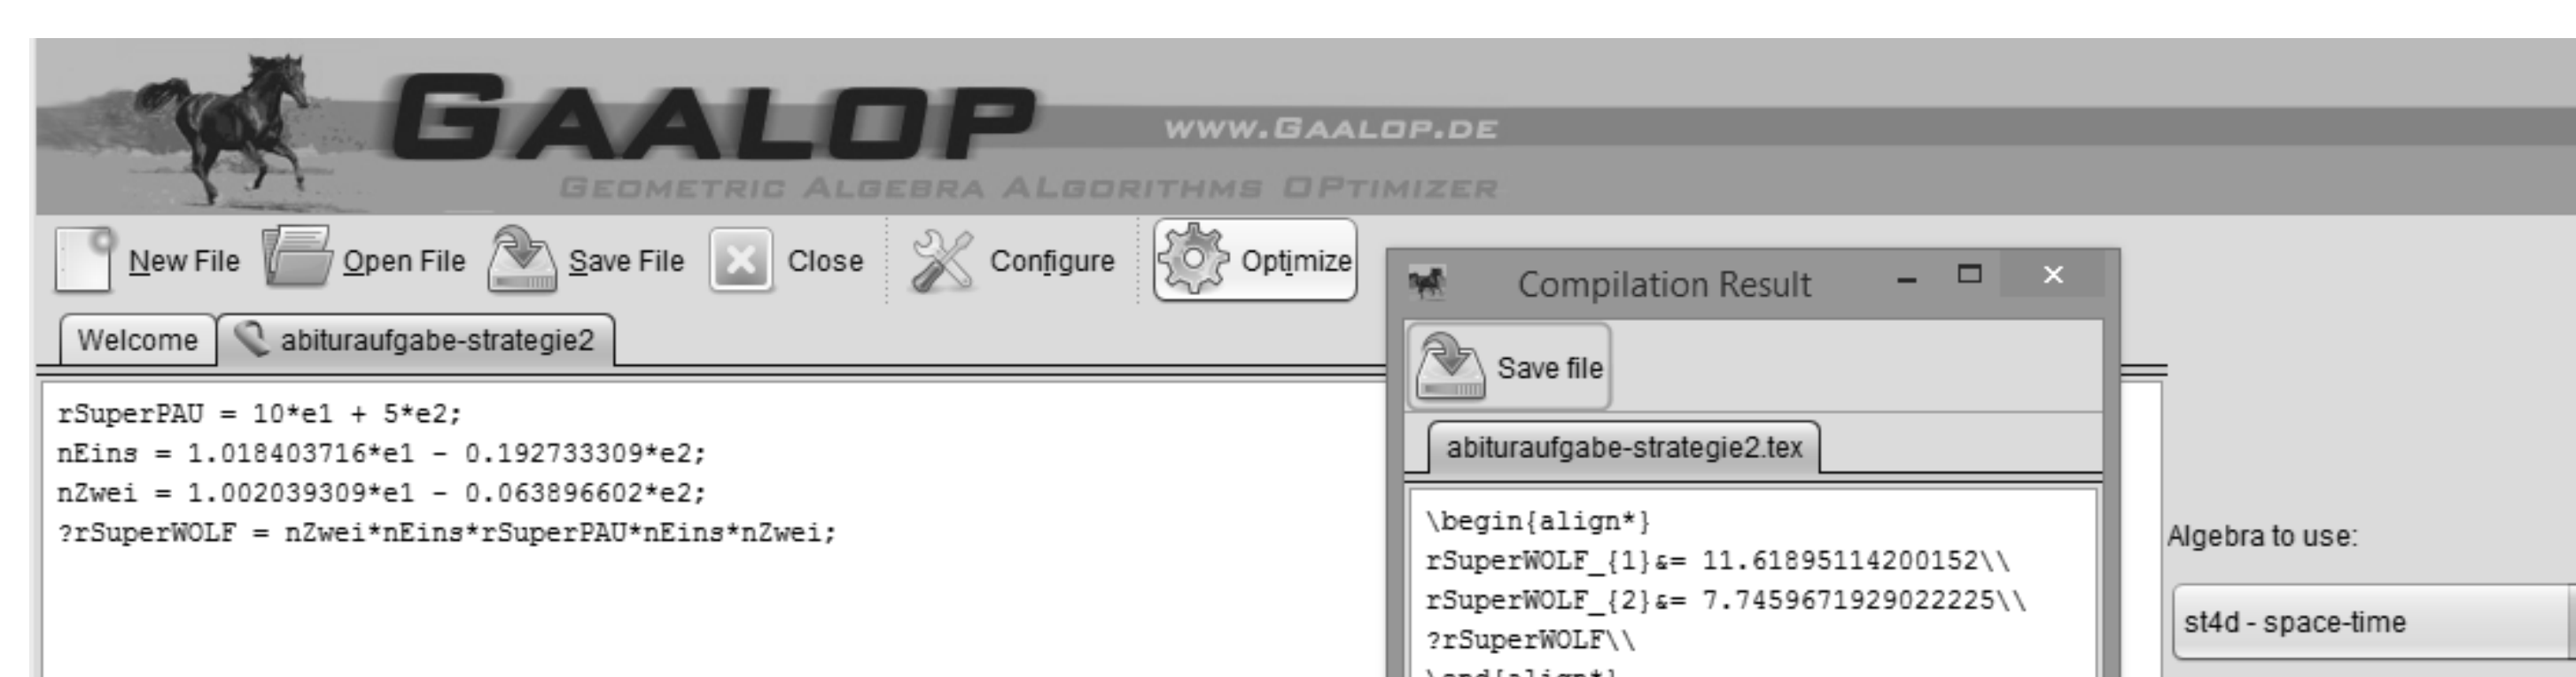 GAALOP
WWW.GAALOP.DE
GEOMETRIC ALGEBRA ALGORITHMS OPTIMIZER
New File Open File Save File Close Configure Optimize
Compilation Result
Welcome abituraufgabe-strategie2
Save file
rSuperPAU = 10*e1 + 5*e2;
nEins = 1.018403716*e1 - 0.192733309*e2;
nZwei = 1.002039309*e1 - 0.063896602*e2;
?rSuperWOLF = nZwei*nEins*rSuperPAU*nEins*nZwei;
abituraufgabe-strategie2.tex
\begin{align*}
rSuperWOLF_{1}&= 11.61895114200152\\
rSuperWOLF_{2}&= 7.7459671929022225\\
?rSuperWOLF\\
\end{align*}
Algebra to use:
st4d - space-time